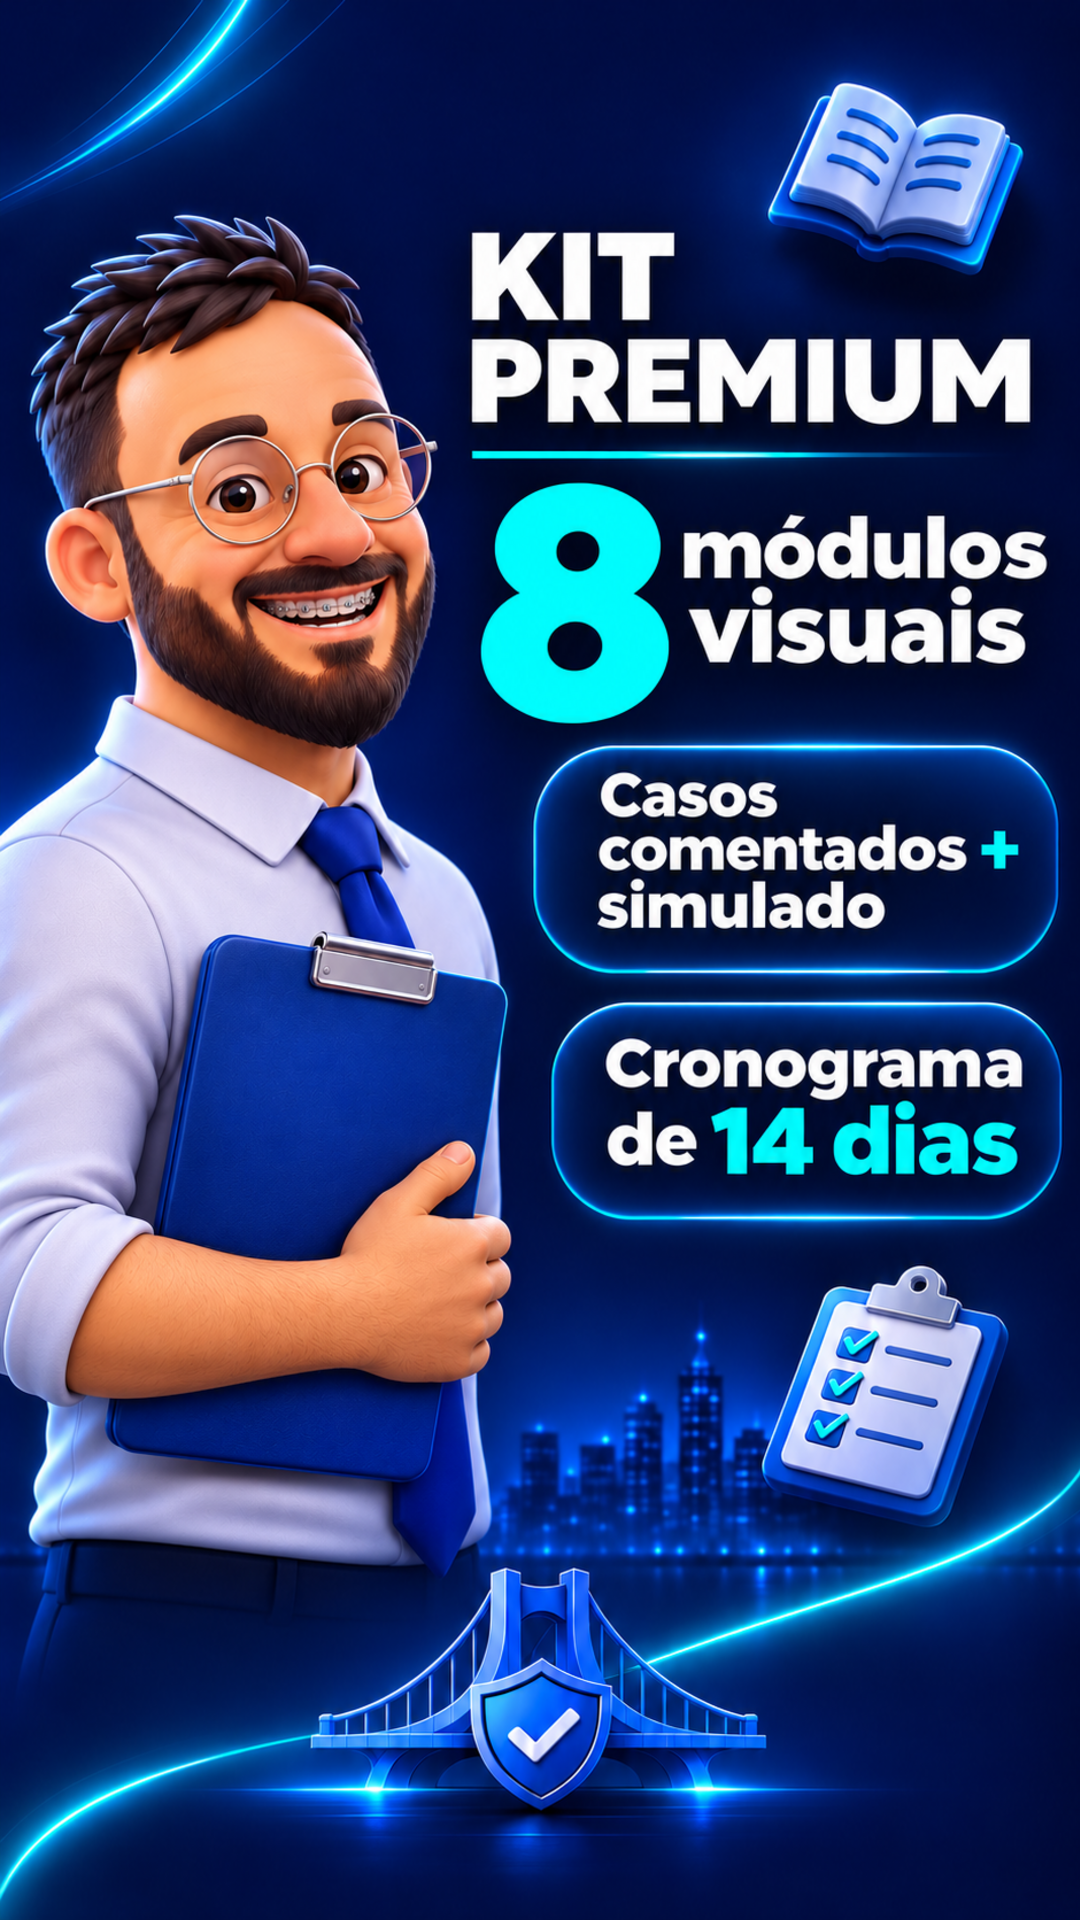 KIT
PREMIUM
8 módulos
visuais
Casos
comentados +
simulado
Cronograma
de 14 dias